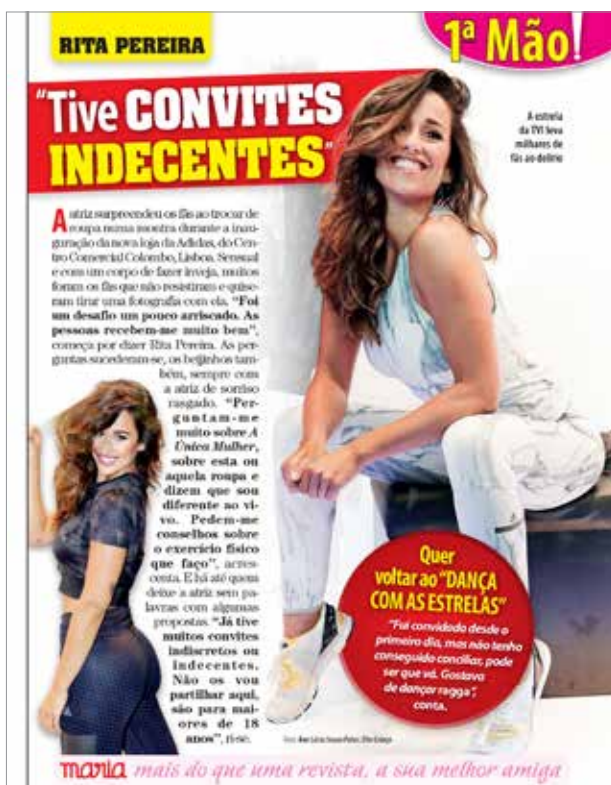 RITA PEREIRA
1ª Mão!
"Tive CONVITES
INDECENTES"
A estrela
da TVI leva
milhares de
fãs ao delírio
A atriz surpreendeu os fãs ao trocar de
roupa numa montra durante a inau-
guração da nova loja da Adidas, do Cen-
tro Comercial Colombo, Lisboa. Sensual
e com um corpo de fazer inveja, muitos
foram os fãs que não resistiram e quise-
ram tirar uma fotografia com ela. "Foi
um desafio um pouco arriscado. As
pessoas recebem-me muito bem",
começa por dizer Rita Pereira. As per-
guntas sucederam-se, os beijinhos tam-
bém, sempre com
a atriz de sorriso
rasgado. "Per-
guntam-me
muito sobre A
Única Mulher,
sobre esta ou
aquela roupa e
dizem que sou
diferente ao vi-
vo. Pedem-me
conselhos sobre
o exercício físico
que faço", acres-
centa. E há até quem
deixe a atriz sem pa-
lavras com algumas
propostas. "Já tive
muitos convites
indiscretos ou
indecentes.
Não os vou
partilhar aqui,
são para mai-
ores de 18
anos", ri-se.
Quer
voltar ao "DANÇA
COM AS ESTRELAS"
"Fui convidada desde o
primeiro dia, mas não tenho
conseguido conciliar, pode
ser que vá. Gostava
de dançar ragga",
conta.
maria mais do que uma revista, a sua melhor amiga